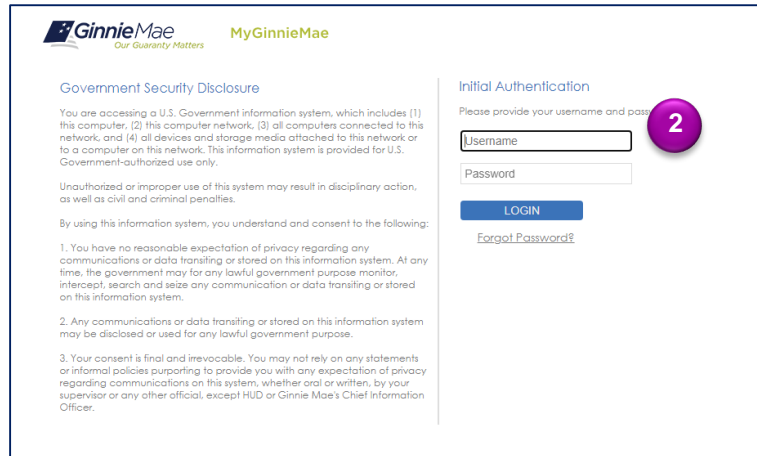 GinnieMae
Our Guaranty Matters
MyGinnieMae
Government Security Disclosure
You are accessing a U.S. Government information system, which includes (1)
this computer, (2) this computer network, (3) all computers connected to this
network, and (4) all devices and storage media attached to this network or
to a computer on this network. This information system is provided for U.S.
Government-authorized use only.
Unauthorized or improper use of this system may result in disciplinary action,
as well as civil and criminal penalties.
By using this information system, you understand and consent to the following:
1. You have no reasonable expectation of privacy regarding any
communications or data transiting or stored on this information system. At any
time, the government may for any lawful government purpose monitor,
intercept, search and seize any communication or data transiting or stored
on this information system.
2. Any communications or data transiting or stored on this information system
may be disclosed or used for any lawful government purpose.
3. Your consent is final and irrevocable. You may not rely on any statements
or informal policies purporting to provide you with any expectation of privacy
regarding communications on this system, whether oral or written, by your
supervisor or any other official, except HUD or Ginnie Mae's Chief Information
Officer.
Initial Authentication
Please provide your username and
2
Username
Password
LOGIN
Forgot Password?